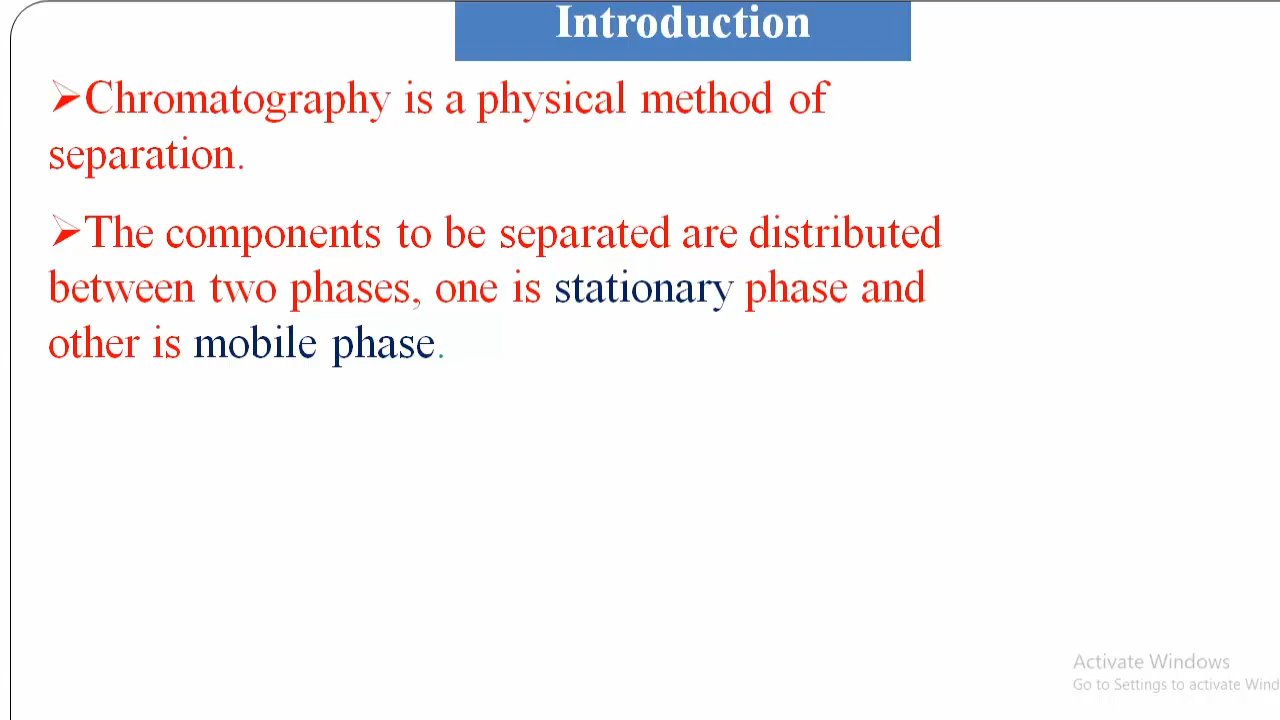 Introduction
➢Chromatography is a physical method of
separation.
➢The components to be separated are distributed
between two phases, one is stationary phase and
other is mobile phase.
Activate Windows
Go to Settings to activate Wind